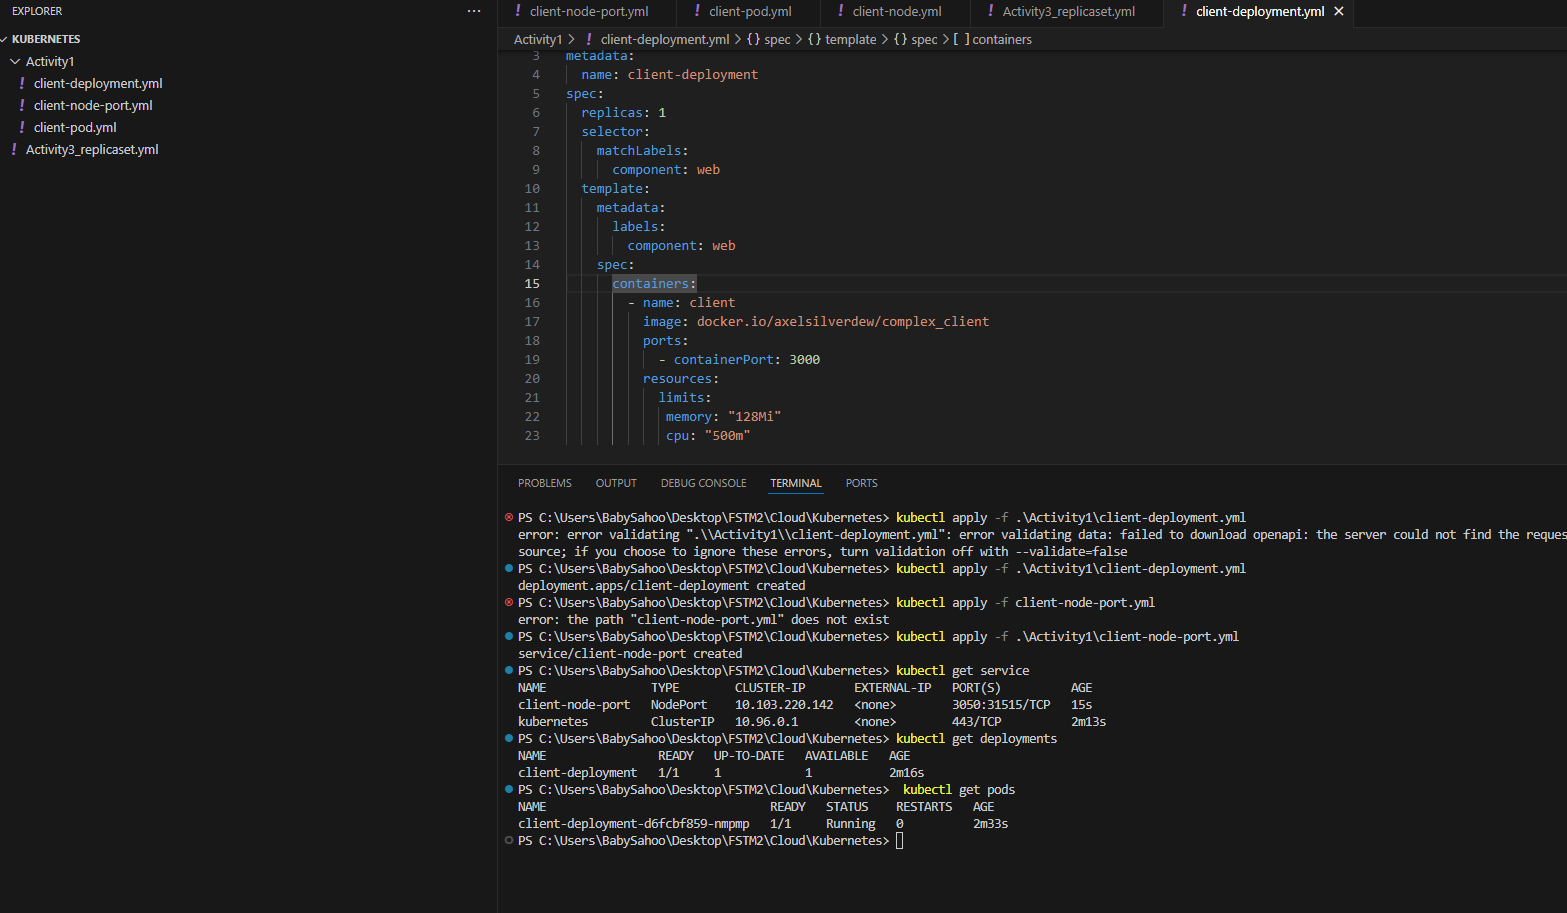 EXPLORER
...
KUBERNETES
Activity1
! client-deployment.yml
! client-node-port.yml
! client-pod.yml
! Activity3_replicaset.yml
! client-node-port.yml ! client-pod.yml ! client-node.yml ! Activity3_replicaset.yml ! client-deployment.yml ×
Activity1 > ! client-deployment.yml > {} spec > {} template > {} spec > [ ] containers
3 metadata:
4 name: client-deployment
5 spec:
6 replicas: 1
7 selector:
8 matchLabels:
9 component: web
10 template:
11 metadata:
12 labels:
13 component: web
14 spec:
15 containers:
16 - name: client
17 image: docker.io/axelsilverdew/complex_client
18 ports:
19 - containerPort: 3000
20 resources:
21 limits:
22 memory: "128Mi"
23 cpu: "500m"
PROBLEMS OUTPUT DEBUG CONSOLE TERMINAL PORTS
PS C:\Users\BabySahoo\Desktop\FSTM2\Cloud\Kubernetes> kubectl apply -f .\Activity1\client-deployment.yml
error: error validating ".\\Activity1\\client-deployment.yml": error validating data: failed to download openapi: the server could not find the reques
source; if you choose to ignore these errors, turn validation off with --validate=false
PS C:\Users\BabySahoo\Desktop\FSTM2\Cloud\Kubernetes> kubectl apply -f .\Activity1\client-deployment.yml
deployment.apps/client-deployment created
PS C:\Users\BabySahoo\Desktop\FSTM2\Cloud\Kubernetes> kubectl apply -f client-node-port.yml
error: the path "client-node-port.yml" does not exist
PS C:\Users\BabySahoo\Desktop\FSTM2\Cloud\Kubernetes> kubectl apply -f .\Activity1\client-node-port.yml
service/client-node-port created
PS C:\Users\BabySahoo\Desktop\FSTM2\Cloud\Kubernetes> kubectl get service
NAME TYPE CLUSTER-IP EXTERNAL-IP PORT(S) AGE
client-node-port NodePort 10.103.220.142 <none> 3050:31515/TCP 15s
kubernetes ClusterIP 10.96.0.1 <none> 443/TCP 2m13s
PS C:\Users\BabySahoo\Desktop\FSTM2\Cloud\Kubernetes> kubectl get deployments
NAME READY UP-TO-DATE AVAILABLE AGE
client-deployment 1/1 1 1 2m16s
PS C:\Users\BabySahoo\Desktop\FSTM2\Cloud\Kubernetes>  kubectl get pods
NAME READY STATUS RESTARTS AGE
client-deployment-d6fcbf859-nmpmp 1/1 Running 0 2m33s
PS C:\Users\BabySahoo\Desktop\FSTM2\Cloud\Kubernetes>